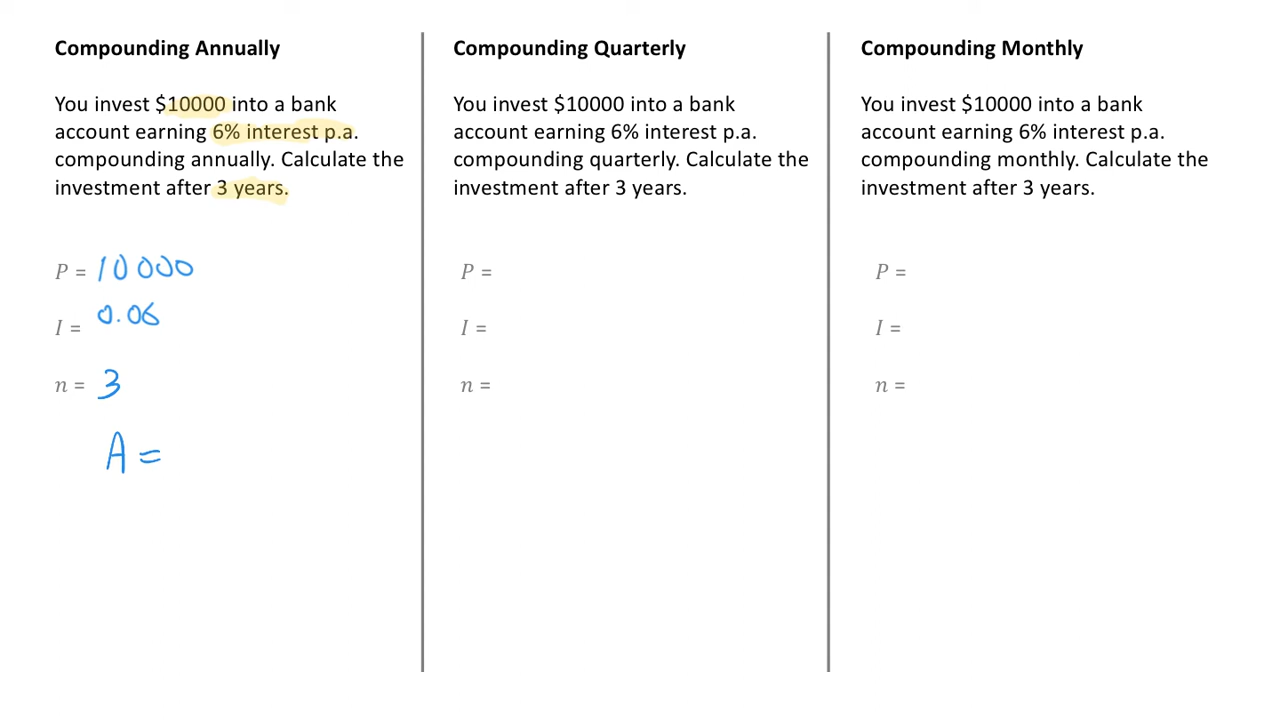 Compounding Annually
You invest $10000 into a bank
account earning 6% interest p.a.
compounding annually. Calculate the
investment after 3 years.
P = 10000
I = 0.06
n = 3
A =
Compounding Quarterly
You invest $10000 into a bank
account earning 6% interest p.a.
compounding quarterly. Calculate the
investment after 3 years.
P =
I =
n =
Compounding Monthly
You invest $10000 into a bank
account earning 6% interest p.a.
compounding monthly. Calculate the
investment after 3 years.
P =
I =
n =